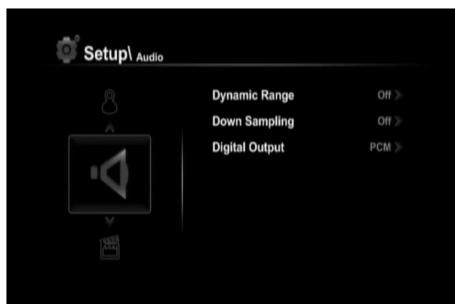 Setup\ Audio
Dynamic Range Off
Down Sampling Off
Digital Output PCM